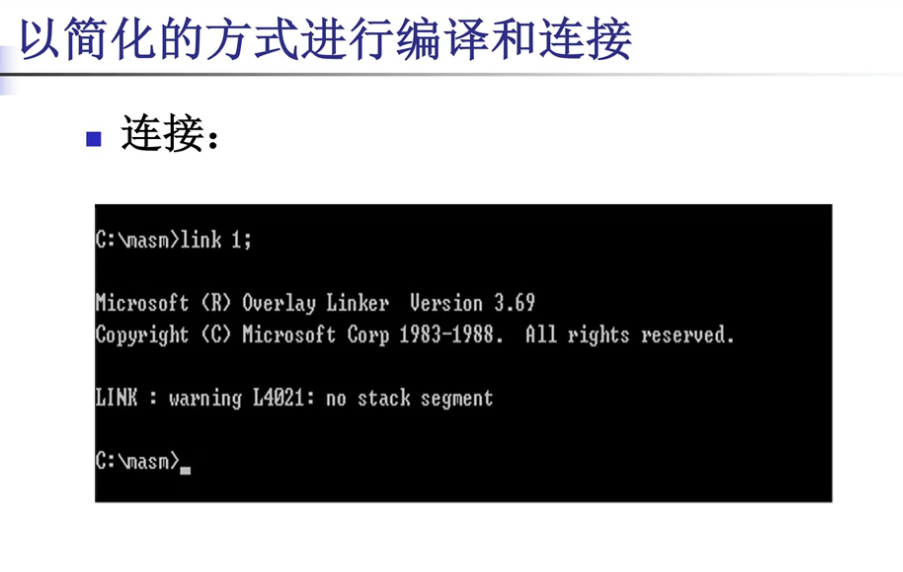 以简化的方式进行编译和连接
连接：
C:\masm>link 1;
Microsoft (R) Overlay Linker  Version 3.69
Copyright (C) Microsoft Corp 1983-1988.  All rights reserved.
LINK : warning L4021: no stack segment
C:\masm>_